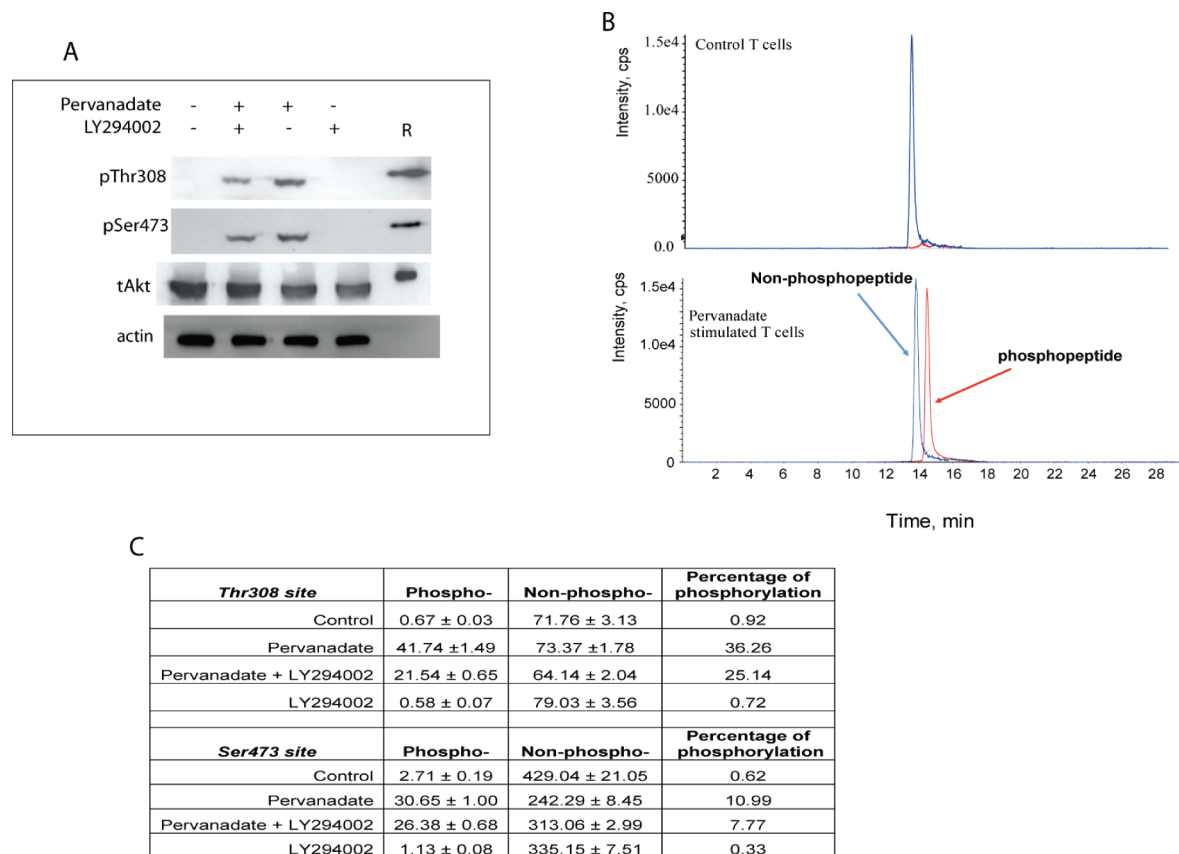 A
Pervanadate - + + -
LY294002 - + - + R
pThr308
pSer473
tAkt
actin
B
Control T cells
Intensity, cps
1.5e4
1.0e4
5000
0.0
Non-phosphopeptide
Pervanadate
stimulated T cells
phosphopeptide
Intensity, cps
1.5e4
1.0e4
5000
0
2 4 6 8 10 12 14 16 18 20 22 24 26 28
Time, min
C
Thr308 site Phospho- Non-phospho- Percentage of phosphorylation
Control 0.67 ± 0.03 71.76 ± 3.13 0.92
Pervanadate 41.74 ±1.49 73.37 ±1.78 36.26
Pervanadate + LY294002 21.54 ± 0.65 64.14 ± 2.04 25.14
LY294002 0.58 ± 0.07 79.03 ± 3.56 0.72
Ser473 site Phospho- Non-phospho- Percentage of phosphorylation
Control 2.71 ± 0.19 429.04 ± 21.05 0.62
Pervanadate 30.65 ± 1.00 242.29 ± 8.45 10.99
Pervanadate + LY294002 26.38 ± 0.68 313.06 ± 2.99 7.77
LY294002 1.13 ± 0.08 335.15 ± 7.51 0.33